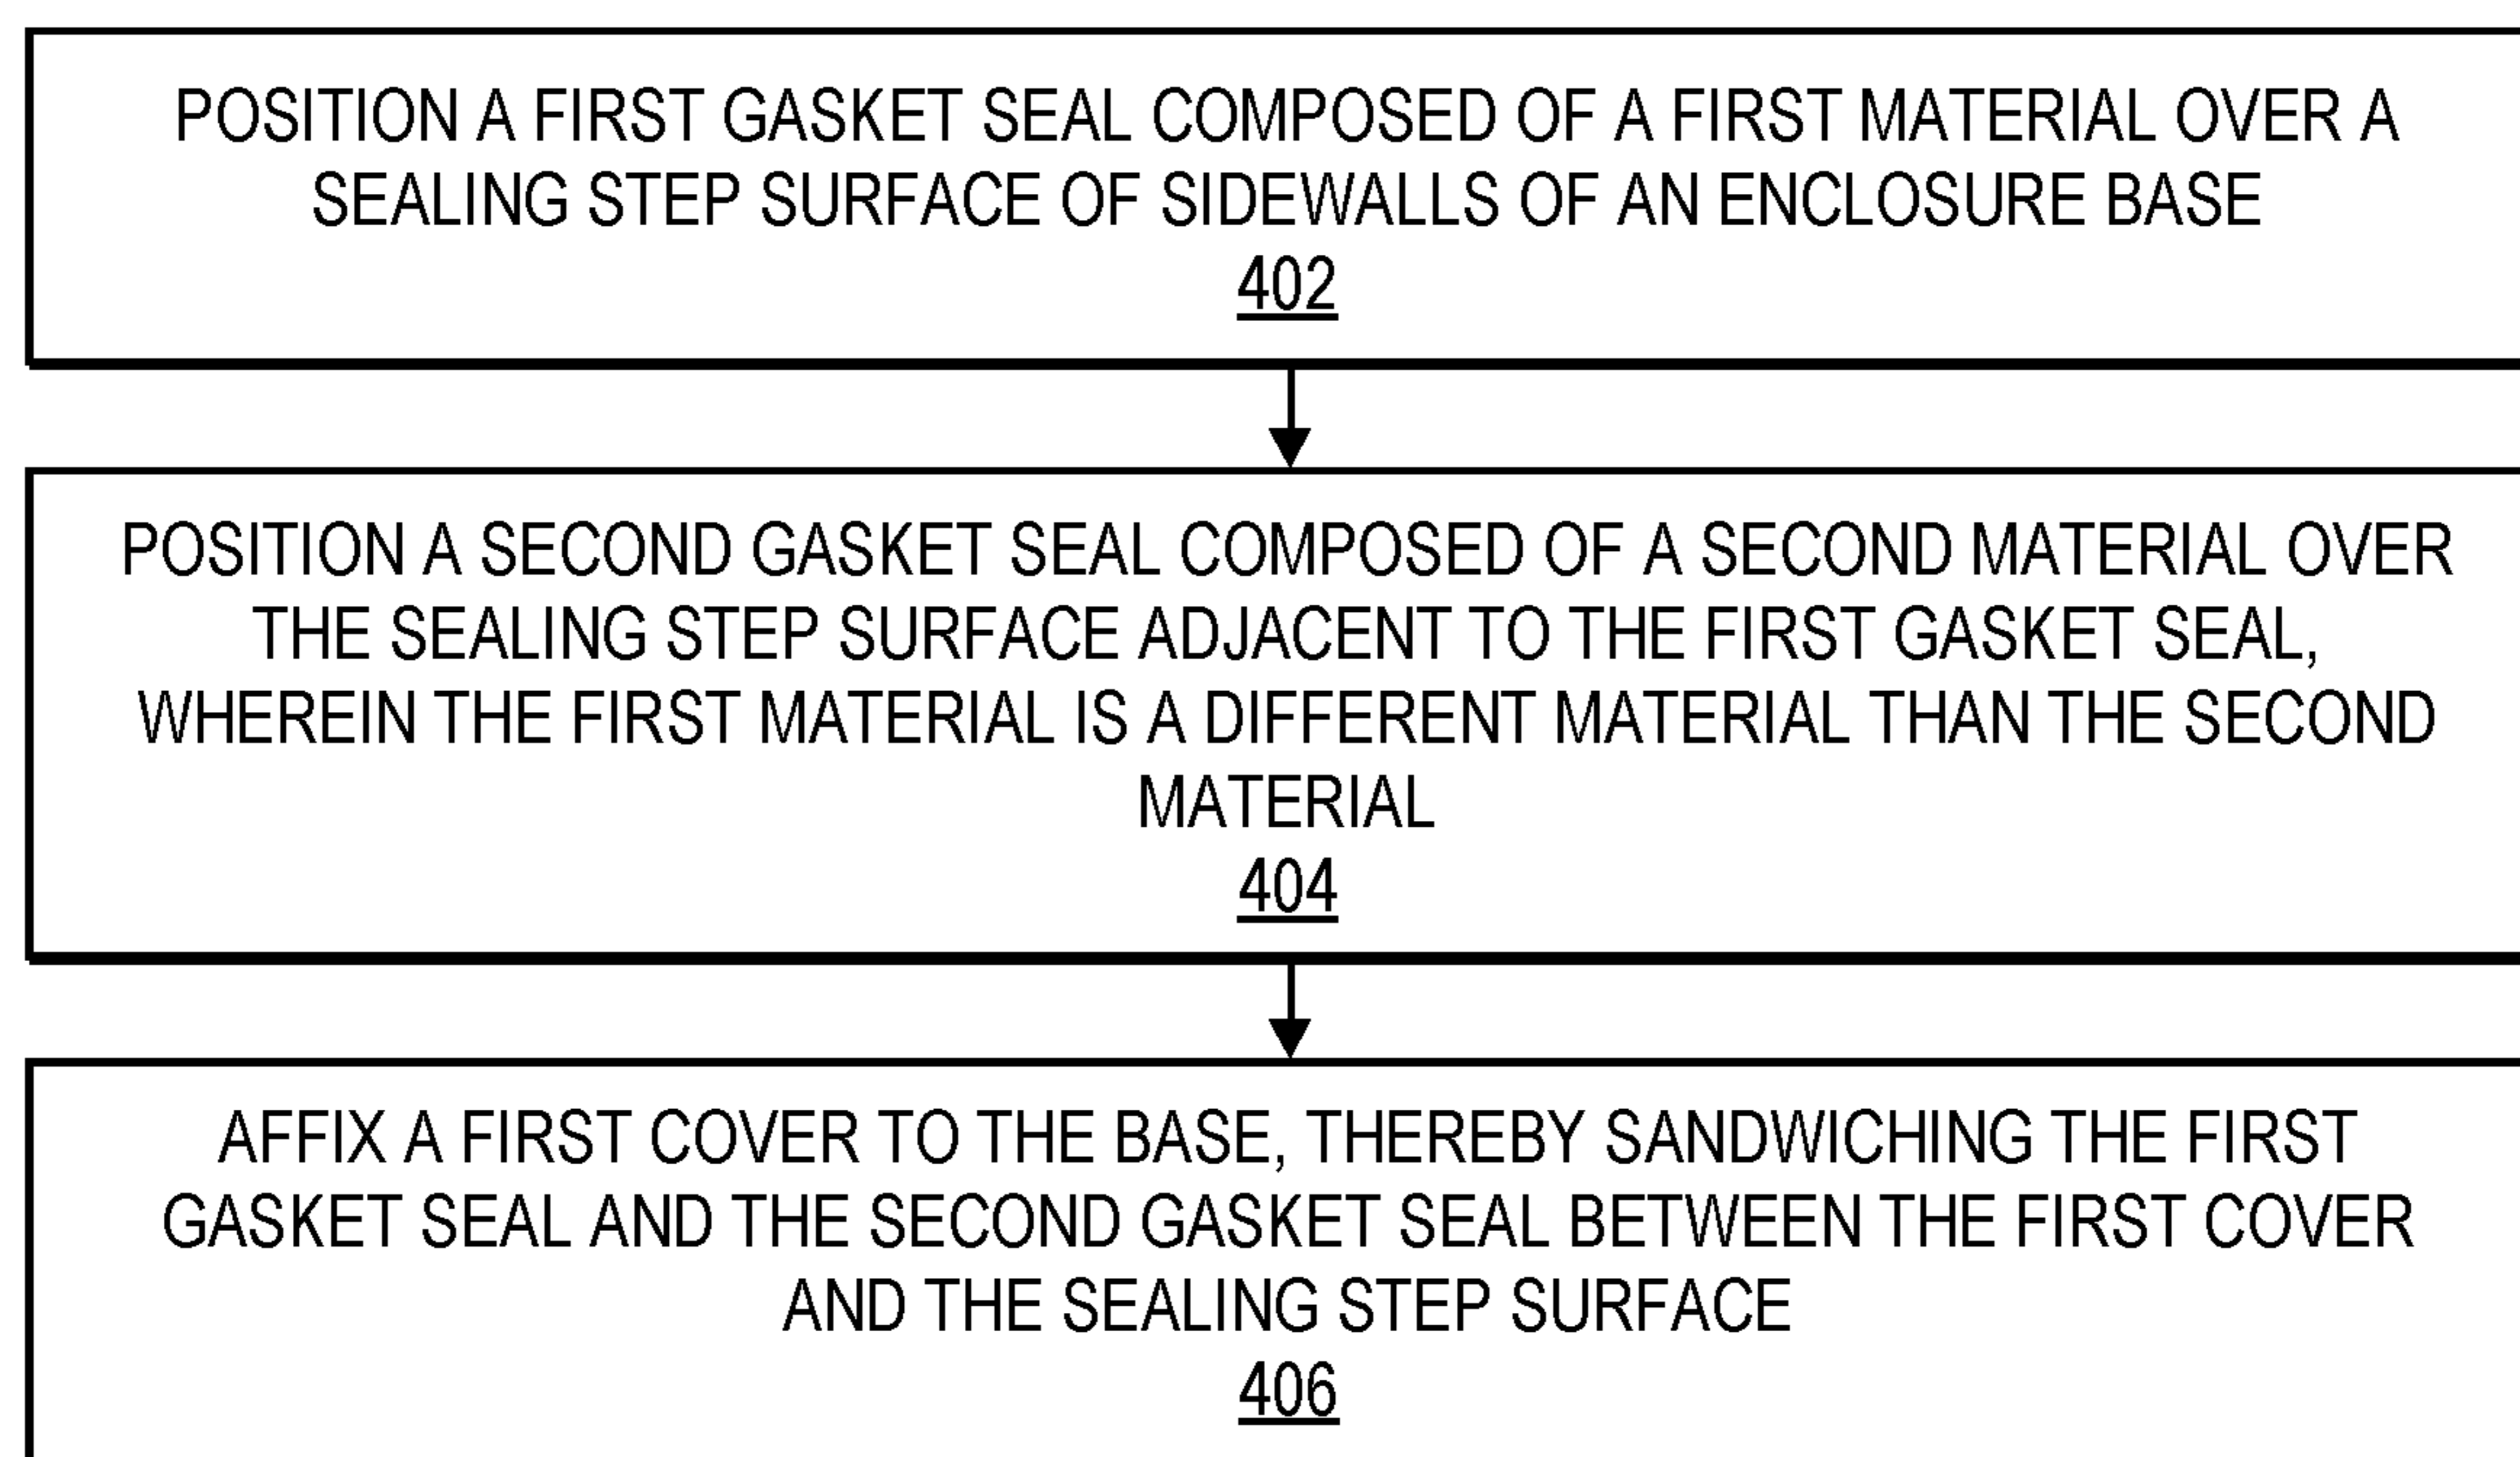 POSITION A FIRST GASKET SEAL COMPOSED OF A FIRST MATERIAL OVER A
SEALING STEP SURFACE OF SIDEWALLS OF AN ENCLOSURE BASE
402
POSITION A SECOND GASKET SEAL COMPOSED OF A SECOND MATERIAL OVER
THE SEALING STEP SURFACE ADJACENT TO THE FIRST GASKET SEAL,
WHEREIN THE FIRST MATERIAL IS A DIFFERENT MATERIAL THAN THE SECOND
MATERIAL
404
AFFIX A FIRST COVER TO THE BASE, THEREBY SANDWICHING THE FIRST
GASKET SEAL AND THE SECOND GASKET SEAL BETWEEN THE FIRST COVER
AND THE SEALING STEP SURFACE
406